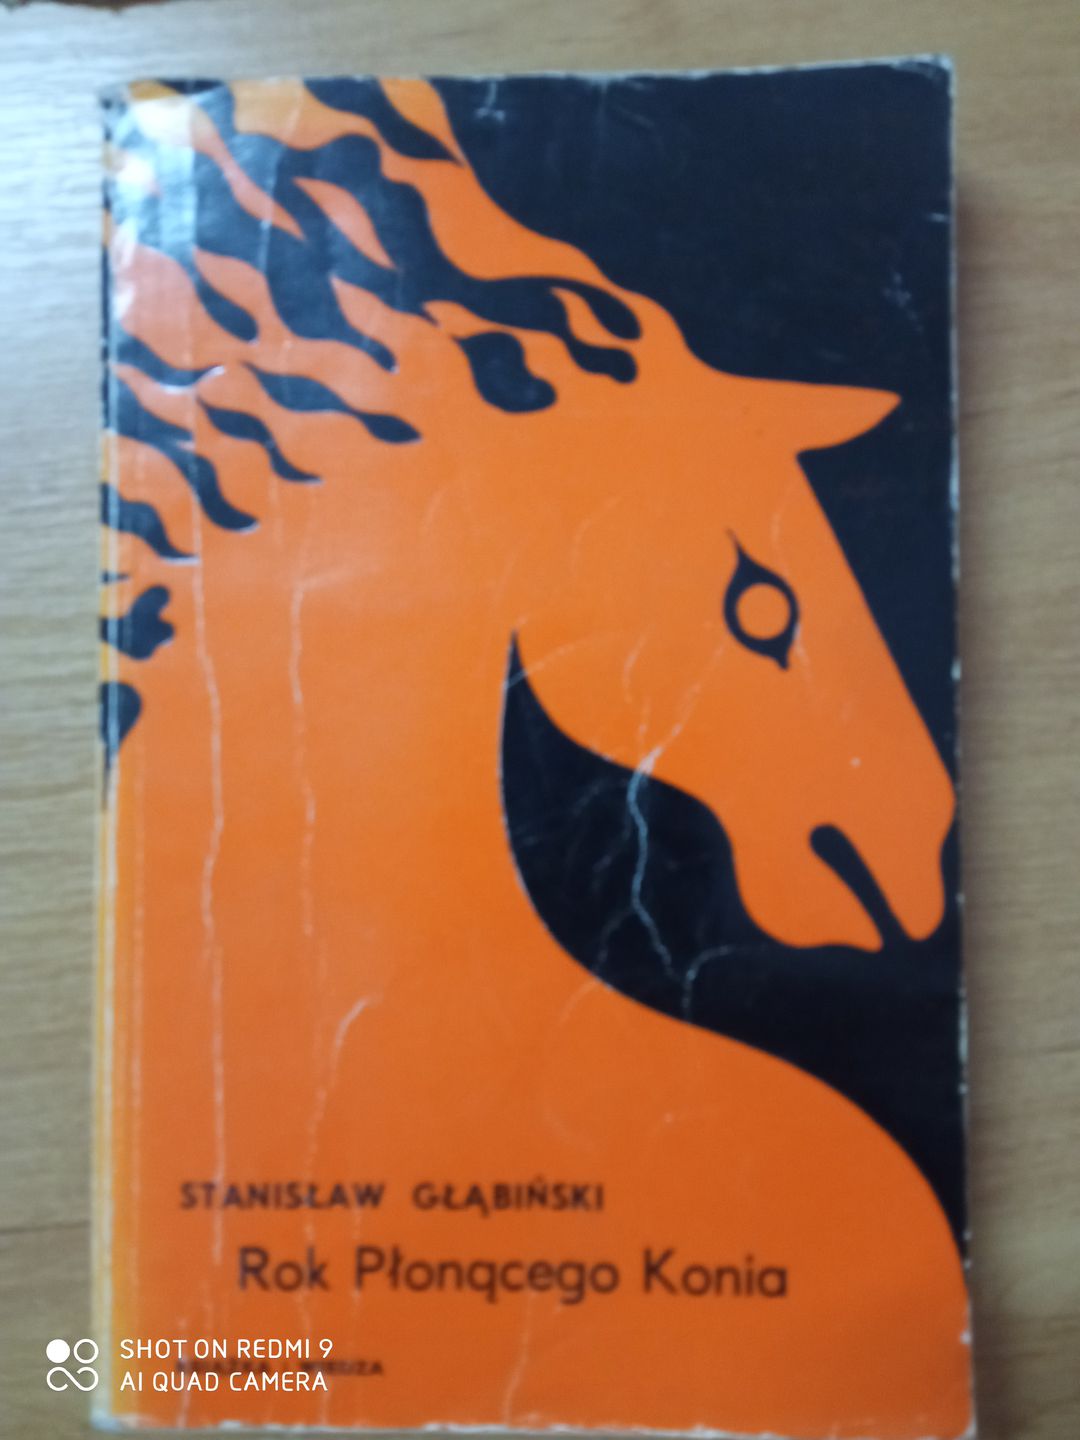 STANISŁAW GŁĄBIŃSKI
Rok Płonącego Konia
SHOT ON REDMI 9
AI QUAD CAMERA